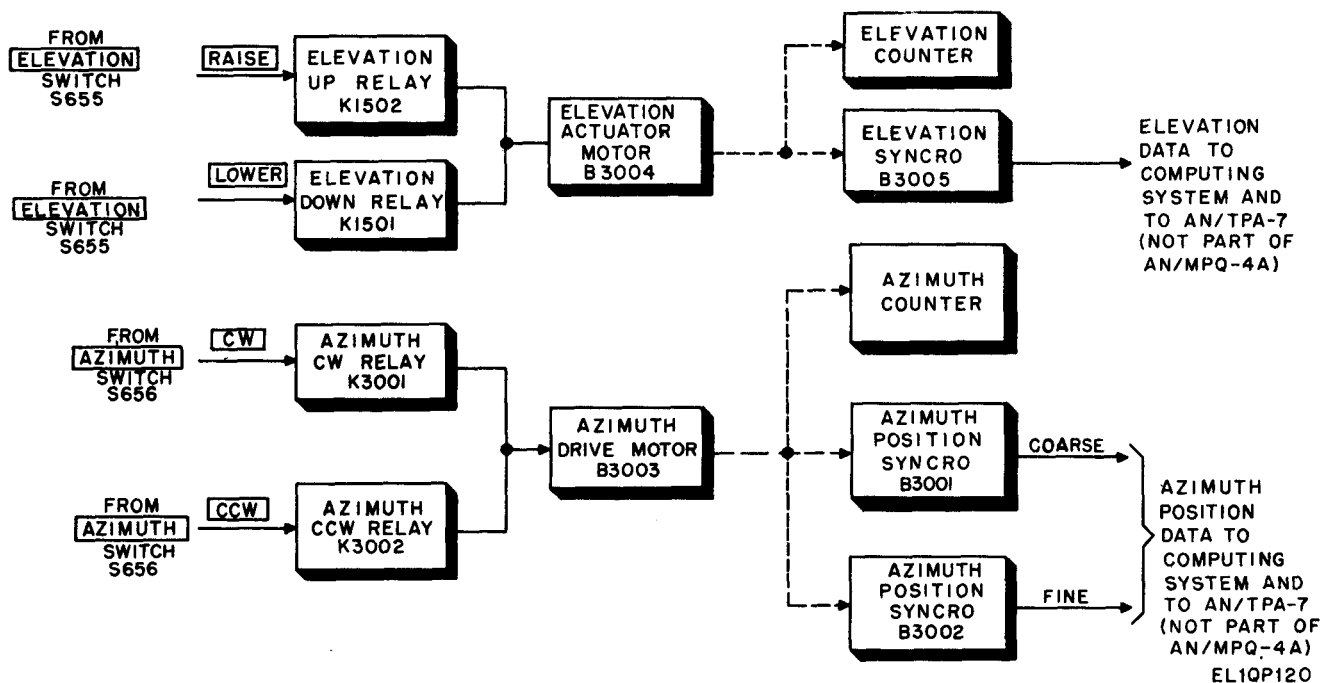 FROM
ELEVATION
SWITCH
S655
RAISE
ELEVATION
UP RELAY
K1502
FROM
ELEVATION
SWITCH
S655
LOWER
ELEVATION
DOWN RELAY
K1501
ELEVATION
ACTUATOR
MOTOR
B3004
ELEVATION
COUNTER
ELEVATION
SYNCRO
B3005
ELEVATION
DATA TO
COMPUTING
SYSTEM AND
TO AN/TPA-7
(NOT PART OF
AN/MPQ-4A)
FROM
AZIMUTH
SWITCH
S656
CW
AZIMUTH
CW RELAY
K3001
FROM
AZIMUTH
SWITCH
S656
CCW
AZIMUTH
CCW RELAY
K3002
AZIMUTH
DRIVE MOTOR
B3003
AZIMUTH
COUNTER
AZIMUTH
POSITION
SYNCRO
B3001
COARSE
AZIMUTH
POSITION
SYNCRO
B3002
FINE
AZIMUTH
POSITION
DATA TO
COMPUTING
SYSTEM AND
TO AN/TPA-7
(NOT PART OF
AN/MPQ-4A)
EL1QP120